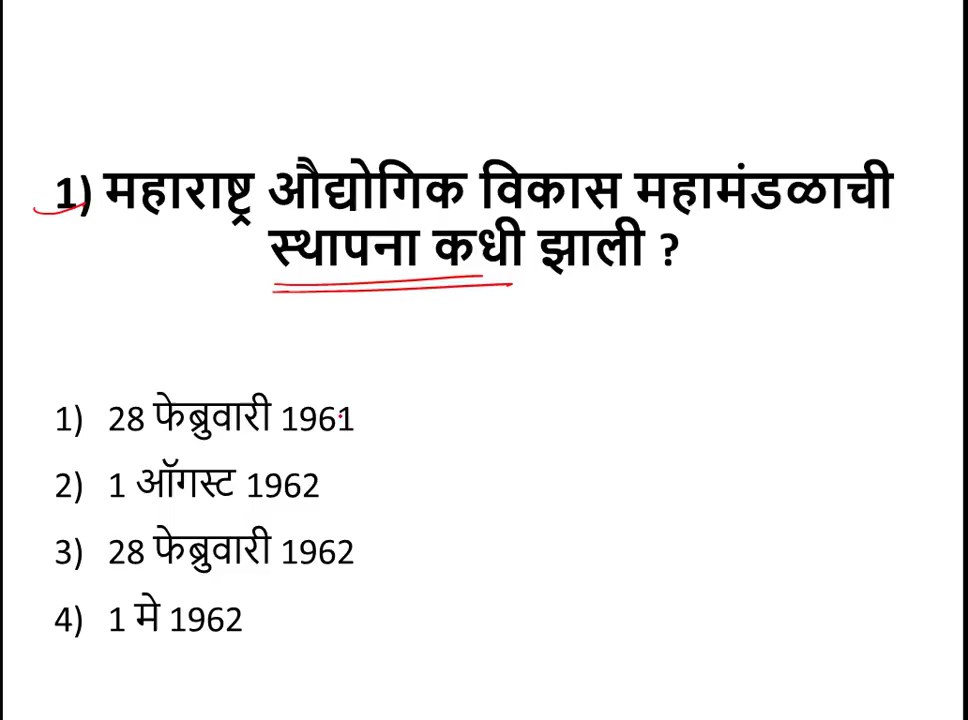 1) महाराष्ट्र औद्योगिक विकास महामंडळाची
स्थापना कधी झाली ?
1) 28 फेब्रुवारी 1961
2) 1 ऑगस्ट 1962
3) 28 फेब्रुवारी 1962
4) 1 मे 1962